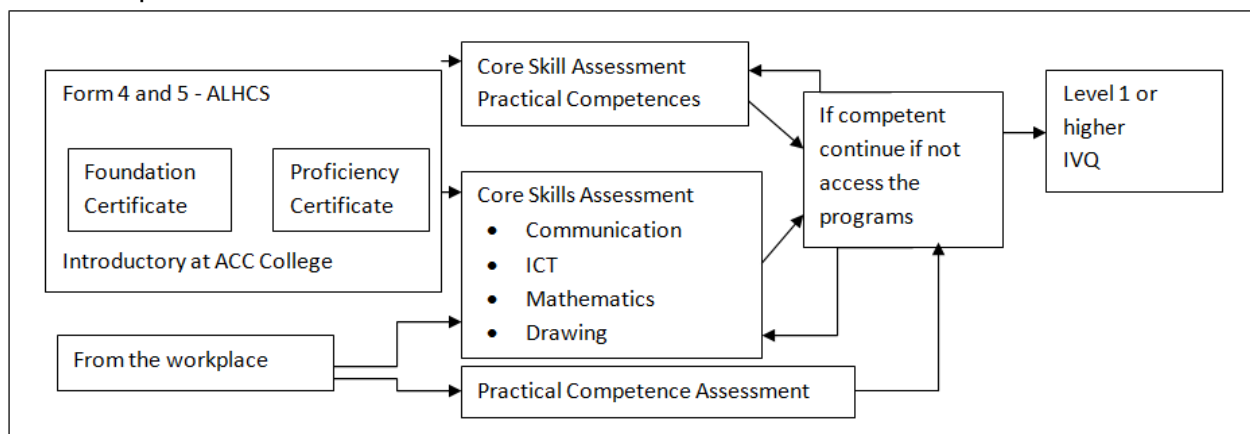 Form 4 and 5 - ALHCS
Foundation
Certificate
Proficiency
Certificate
Introductory at ACC College
From the workplace
Core Skill Assessment
Practical Competences
Core Skills Assessment
• Communication
• ICT
• Mathematics
• Drawing
Practical Competence Assessment
If competent
continue if not
access the
programs
Level 1 or
higher
IVQ